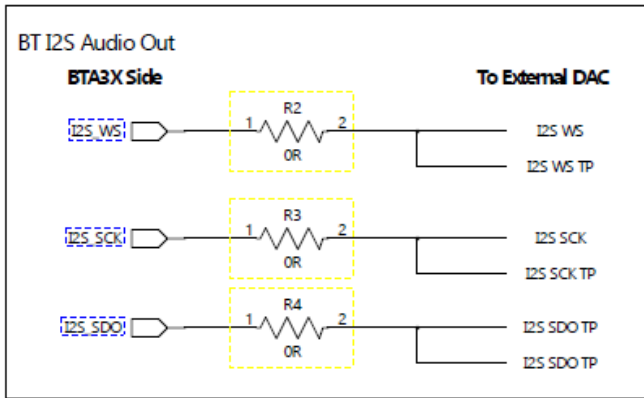 BT I2S Audio Out
BTA3X Side To External DAC
R2
I2S_WS 1 2 I2S WS
0R
I2S WS TP
R3
I2S_SCK 1 2 I2S SCK
0R
I2S SCK TP
R4
I2S_SDO 1 2 I2S SDO TP
0R
I2S SDO TP